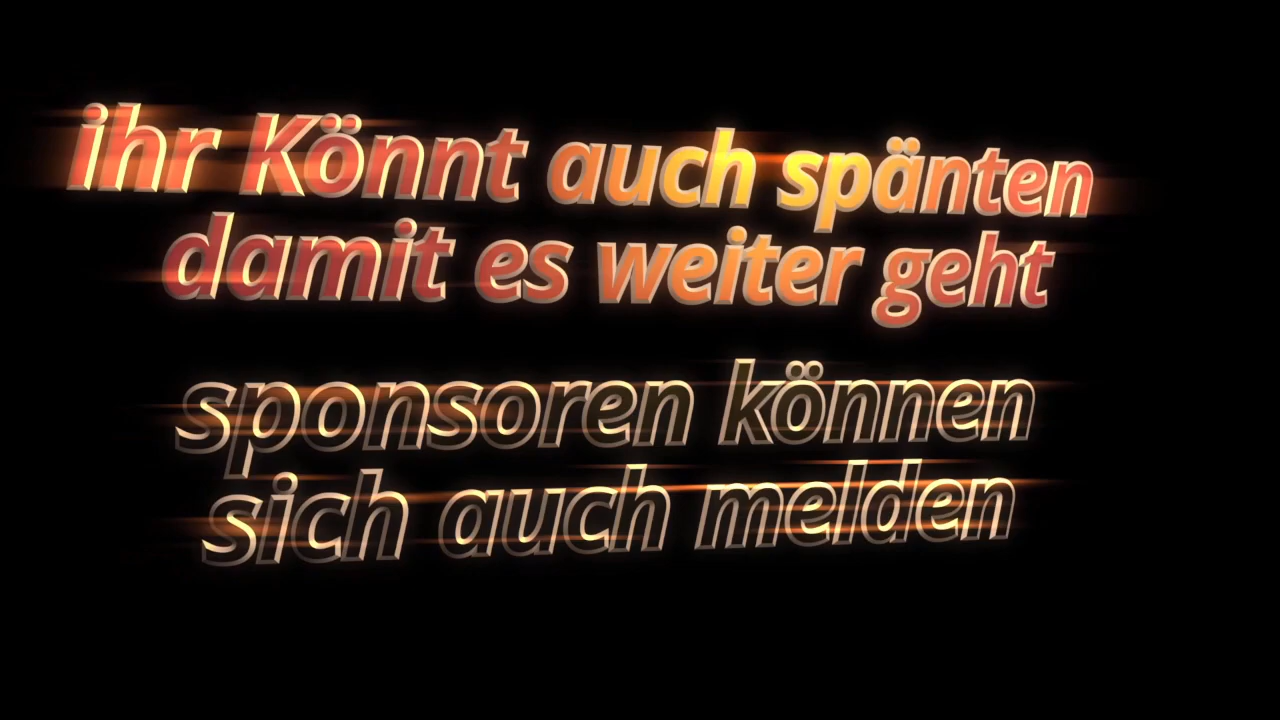 ihr Könnt auch spänten
damit es weiter geht
sponsoren können
sich auch melden